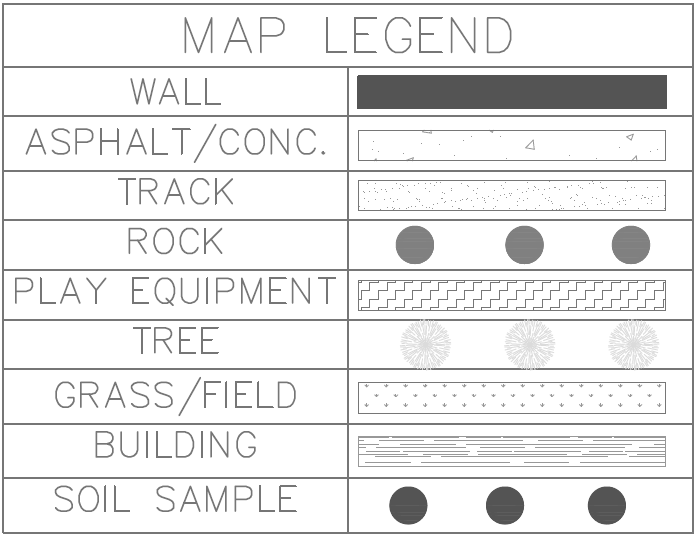 MAP LEGEND
WALL
ASPHALT/CONC.
TRACK
ROCK
PLAY EQUIPMENT
TREE
GRASS/FIELD
BUILDING
SOIL SAMPLE